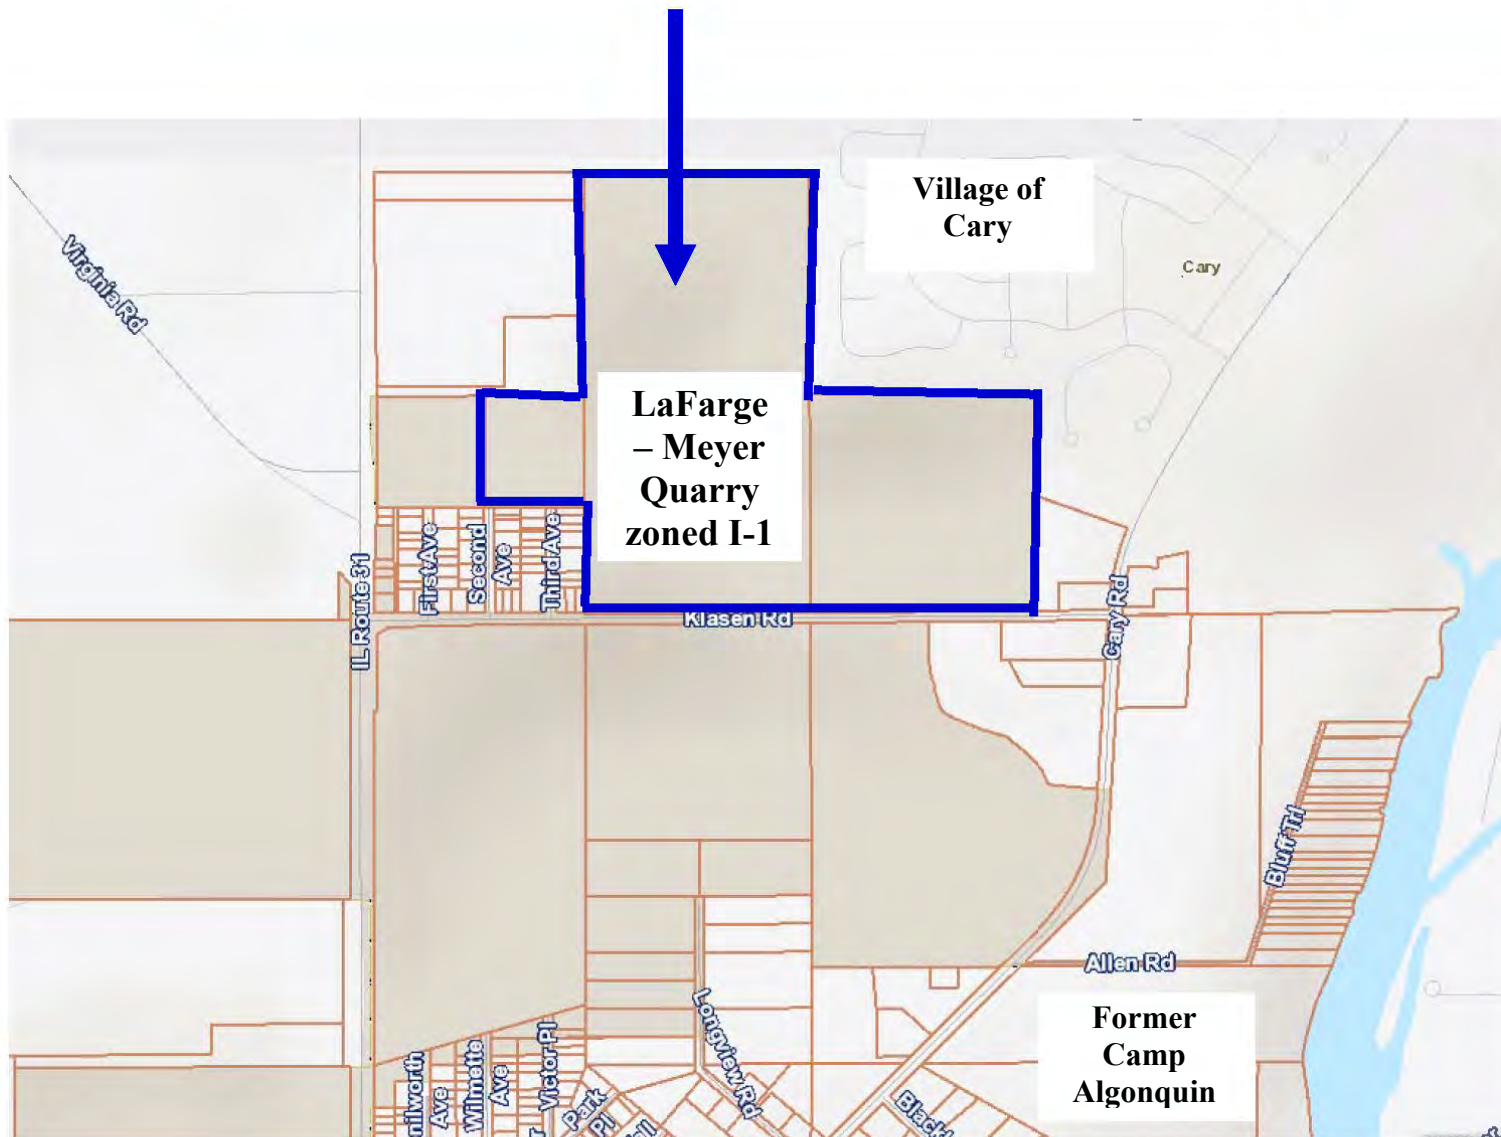 Village of
Cary
Cary
Virginia Rd
LaFarge
– Meyer
Quarry
zoned I-1
First Ave
Second
Ave
Third Ave
IL Route 31
Klasen Rd
Cary Rd
Bluff Trl
Allen Rd
Former
Camp
Algonquin
Longview Rd
Wilmette
Ave
Victor Pl
Park
Pl
Ave